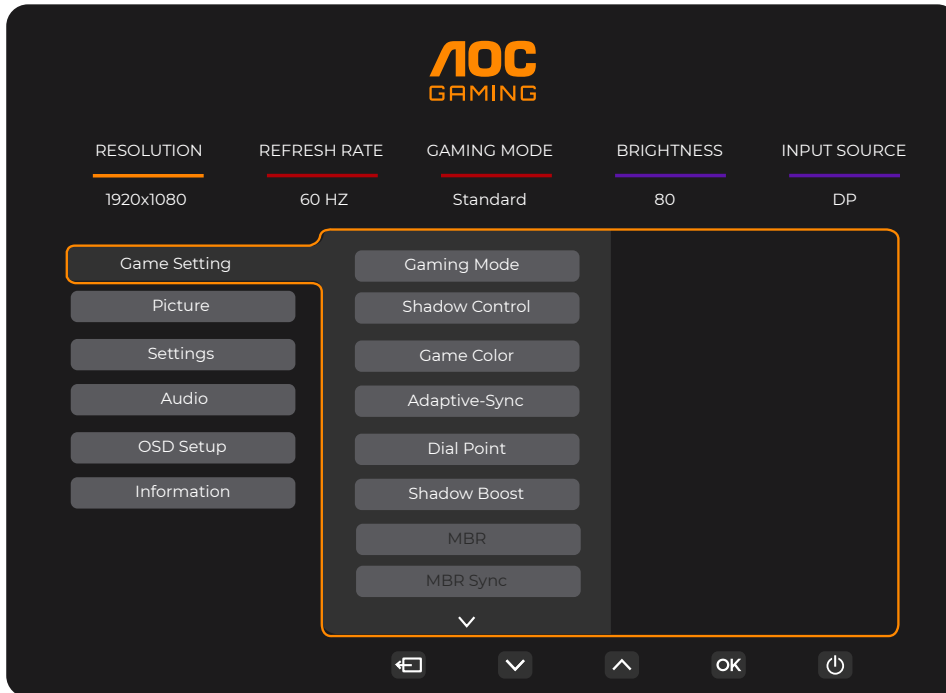 AOC
GAMING
RESOLUTION REFRESH RATE GAMING MODE BRIGHTNESS INPUT SOURCE
1920x1080 60 HZ Standard 80 DP
Game Setting Gaming Mode
Picture Shadow Control
Settings Game Color
Audio Adaptive-Sync
OSD Setup Dial Point
Information Shadow Boost
MBR
MBR Sync
OK